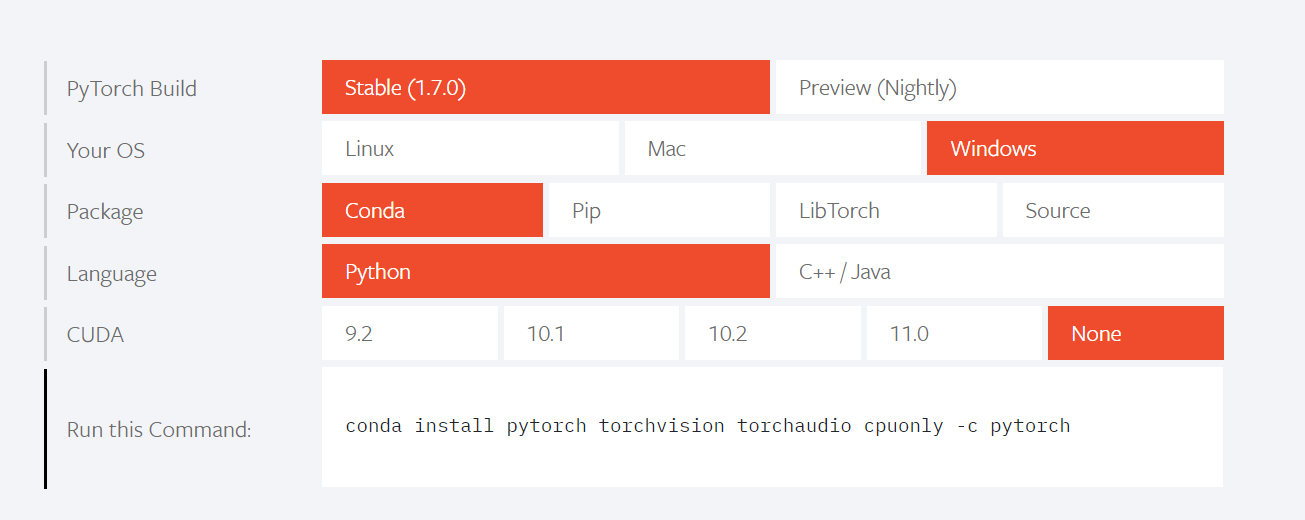 PyTorch Build Stable (1.7.0) Preview (Nightly)
Your OS Linux Mac Windows
Package Conda Pip LibTorch Source
Language Python C++ / Java
CUDA 9.2 10.1 10.2 11.0 None
Run this Command: conda install pytorch torchvision torchaudio cpuonly -c pytorch